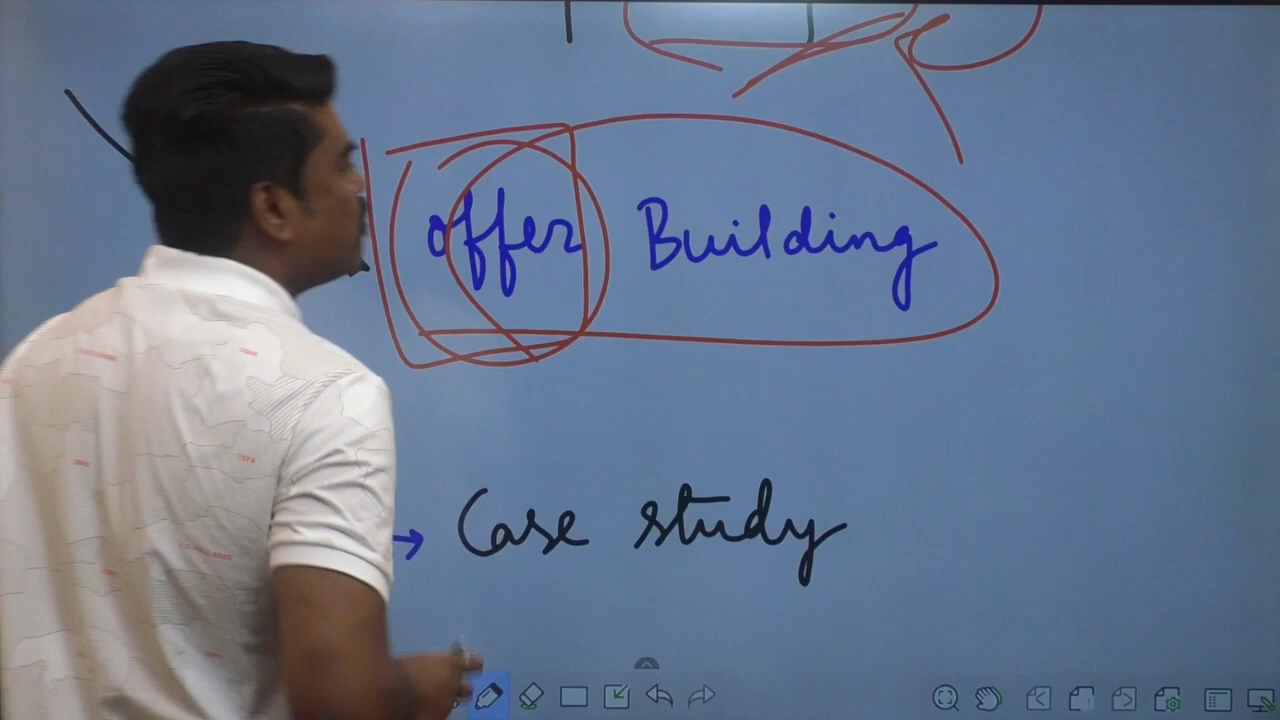 offer Building
→ Case study